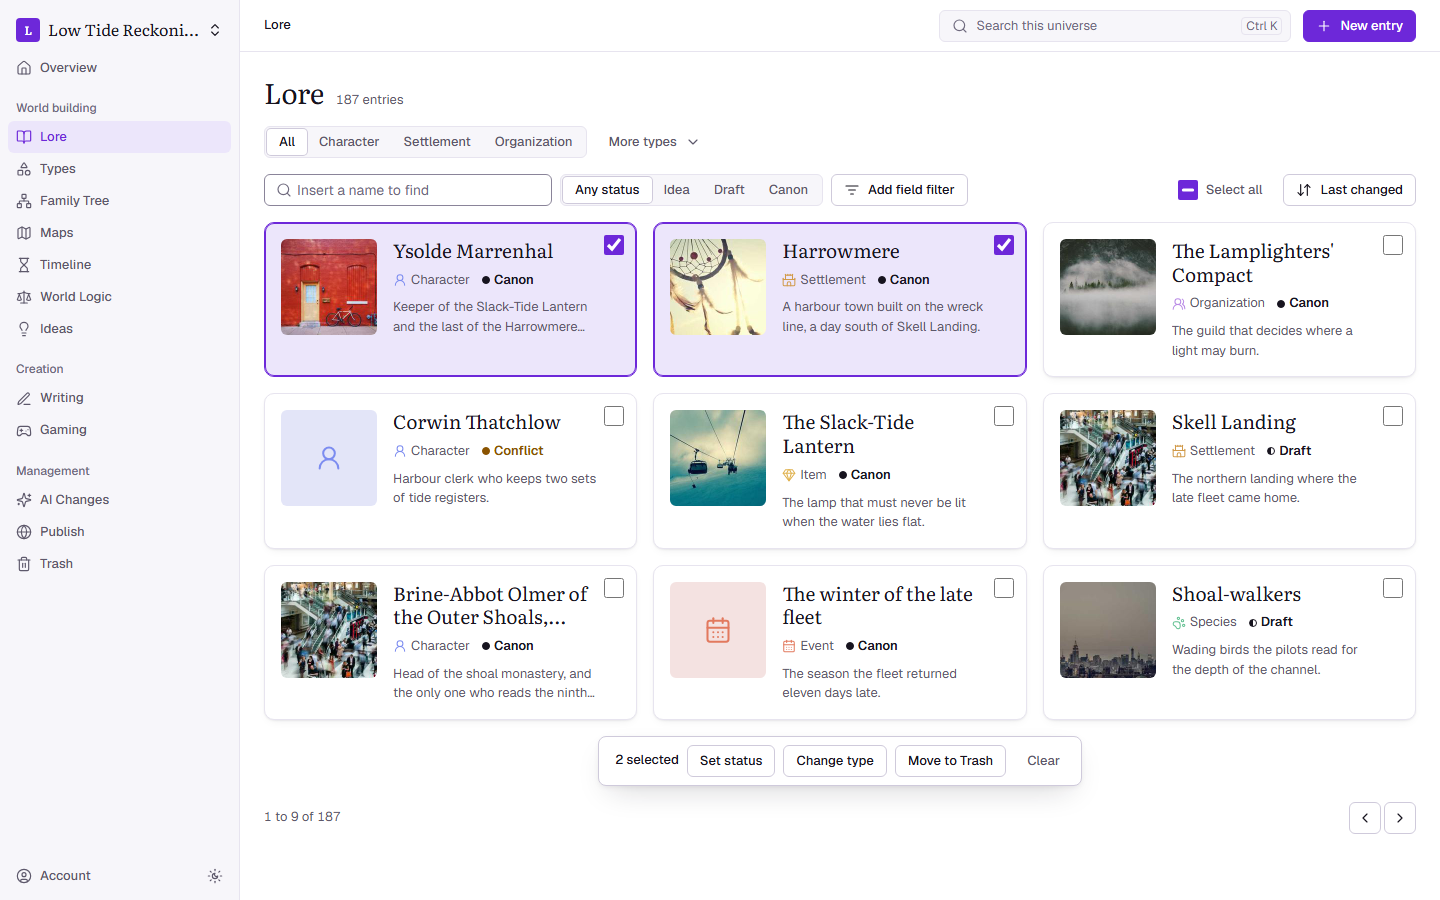 L Low Tide Reckoni...
Overview
World building
Lore
Types
Family Tree
Maps
Timeline
World Logic
Ideas
Creation
Writing
Gaming
Management
AI Changes
Publish
Trash
Account
Lore
Search this universe Ctrl K
New entry
Lore 187 entries
All Character Settlement Organization More types
Insert a name to find Any status Idea Draft Canon Add field filter Select all Last changed
Ysolde Marrenhal
Character Canon
Keeper of the Slack-Tide Lantern
and the last of the Harrowmere...
Harrowmere
Settlement Canon
A harbour town built on the wreck
line, a day south of Skell Landing.
The Lamplighters'
Compact
Organization Canon
The guild that decides where a
light may burn.
Corwin Thatchlow
Character Conflict
Harbour clerk who keeps two sets
of tide registers.
The Slack-Tide
Lantern
Item Canon
The lamp that must never be lit
when the water lies flat.
Skell Landing
Settlement Draft
The northern landing where the
late fleet came home.
Brine-Abbot Olmer of
the Outer Shoals,...
Character Canon
Head of the shoal monastery, and
the only one who reads the ninth...
The winter of the late
fleet
Event Canon
The season the fleet returned
eleven days late.
Shoal-walkers
Species Draft
Wading birds the pilots read for
the depth of the channel.
2 selected Set status Change type Move to Trash Clear
1 to 9 of 187